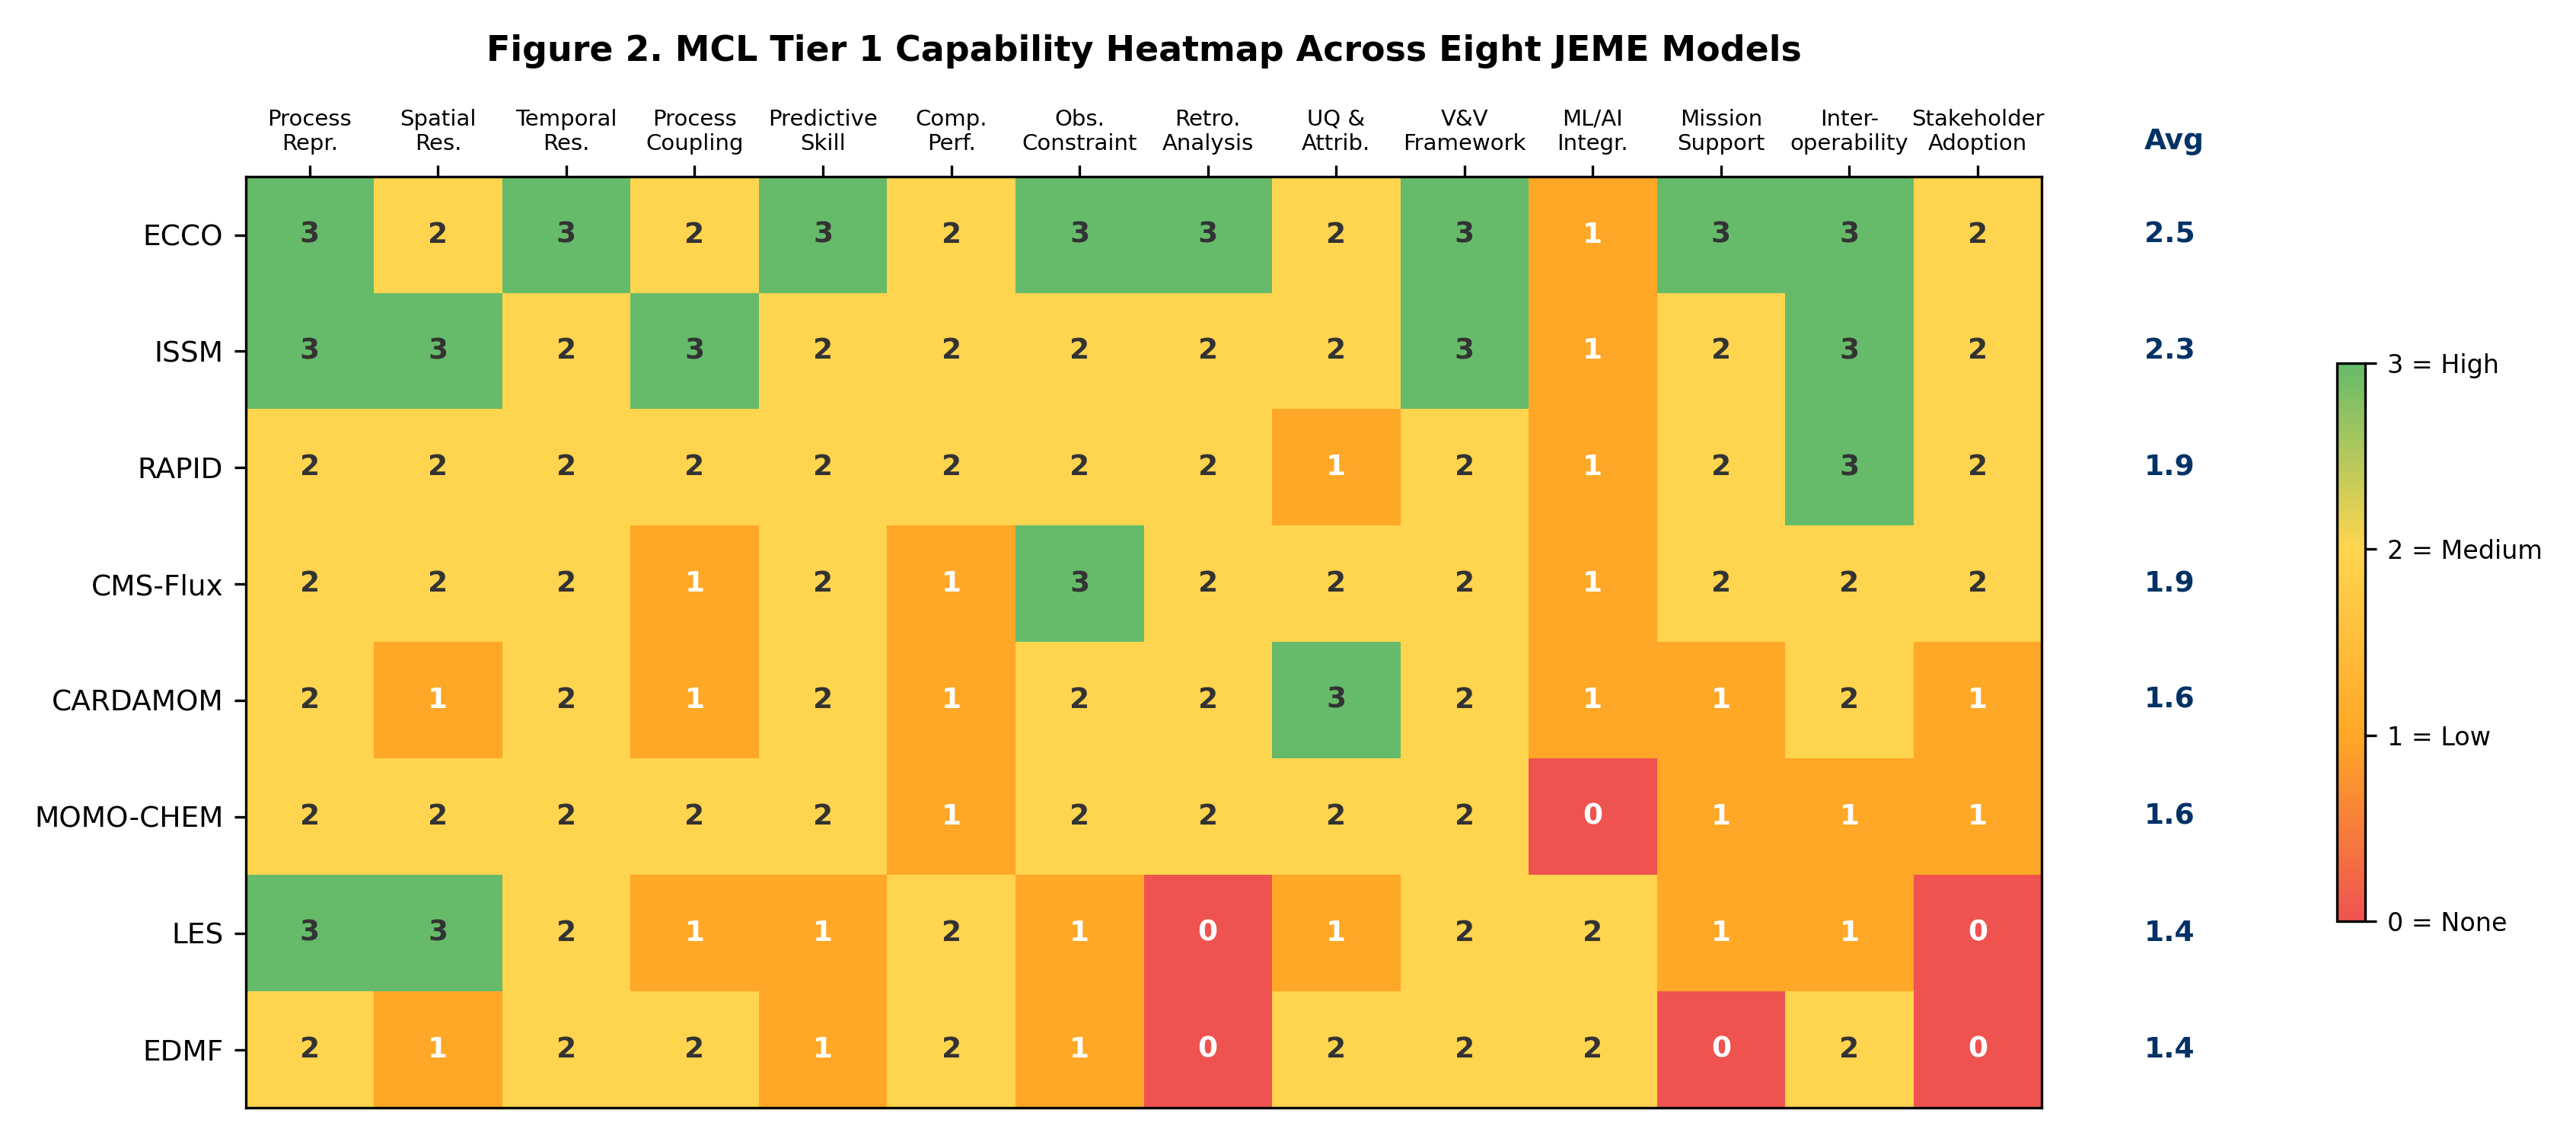 Figure 2. MCL Tier 1 Capability Heatmap Across Eight JEME Models
Process Spatial Temporal Process Predictive Comp. Obs. Retro. UQ & V&V ML/AI Mission Inter- Stakeholder
Repr. Res. Res. Coupling Skill Perf. Constraint Analysis Attrib. Framework Integr. Support operability Adoption Avg
ECCO 3 2 3 2 3 2 3 3 2 3 1 3 3 2 2.5
ISSM 3 3 2 3 2 2 2 2 2 3 1 2 3 2 2.3
RAPID 2 2 2 2 2 2 2 2 1 2 1 2 3 2 1.9
CMS-Flux 2 2 2 1 2 1 3 2 2 2 1 2 2 2 1.9
CARDAMOM 2 1 2 1 2 1 2 2 3 2 1 1 2 1 1.6
MOMO-CHEM 2 2 2 2 2 1 2 2 2 2 0 1 1 1 1.6
LES 3 3 2 1 1 2 1 0 1 2 2 1 1 0 1.4
EDMF 2 1 2 2 1 2 1 0 2 2 2 0 2 0 1.4
3 = High
2 = Medium
1 = Low
0 = None